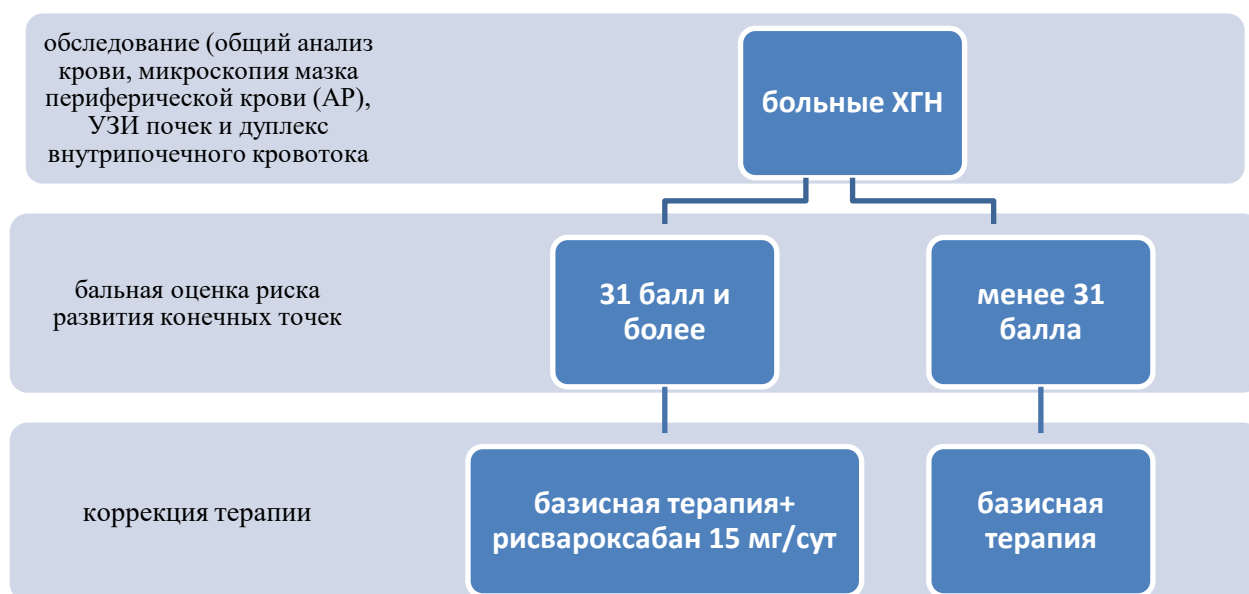 обследование (общий анализ
крови, микроскопия мазка
периферической крови (АР),
УЗИ почек и дуплекс
внутрипочечного кровотока
больные ХГН
бальная оценка риска
развития конечных точек
31 балл и
более
менее 31
балла
коррекция терапии
базисная терапия+
рисвароксабан 15 мг/сут
базисная
терапия